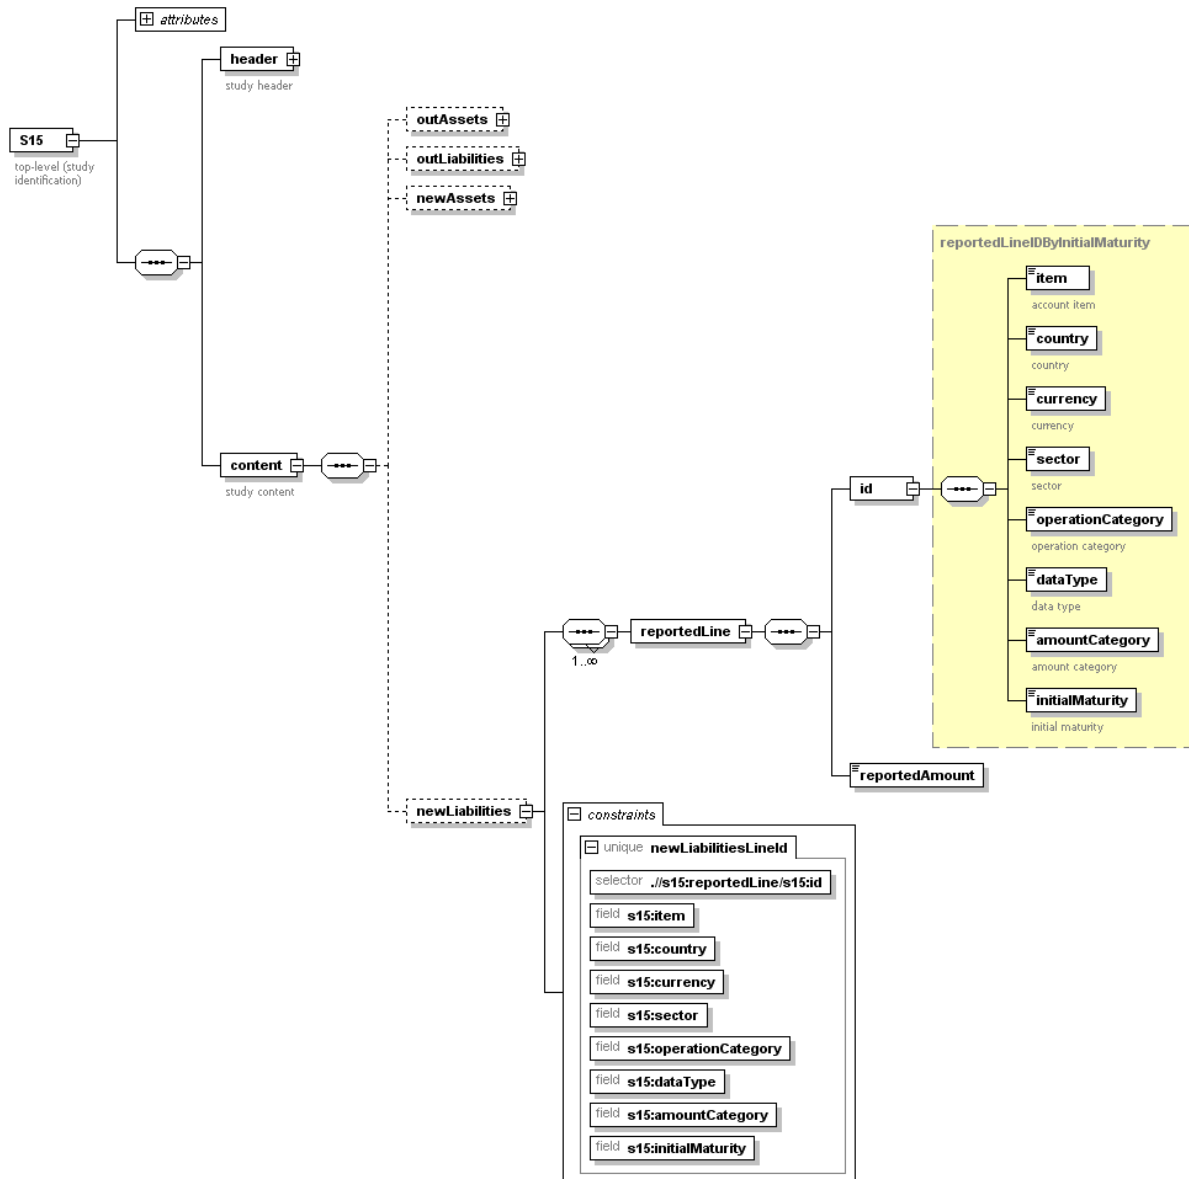 attributes
header
study header
S15
top-level (study
identification)
outAssets
outLiabilities
newAssets
content
study content
reportedLineIDByInitialMaturity
item
account item
country
country
currency
currency
sector
sector
operationCategory
operation category
dataType
data type
amountCategory
amount category
initialMaturity
initial maturity
id
reportedLine
1..∞
reportedAmount
newLiabilities
constraints
unique newLiabilitiesLineId
selector .//s15:reportedLine/s15:id
field s15:item
field s15:country
field s15:currency
field s15:sector
field s15:operationCategory
field s15:dataType
field s15:amountCategory
field s15:initialMaturity